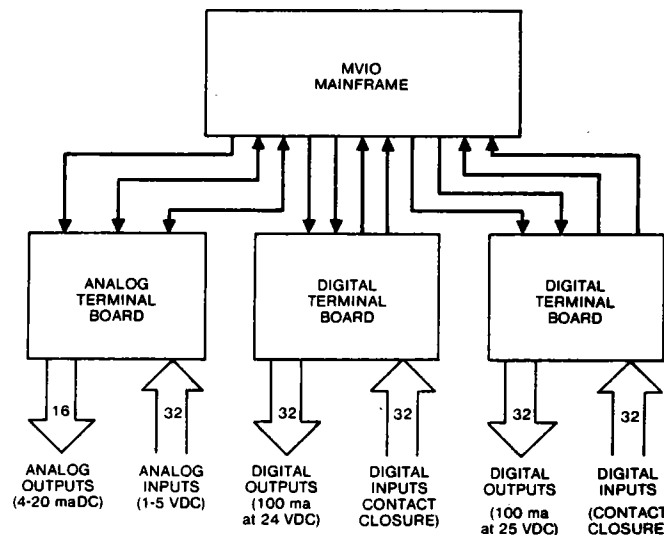 MVIO
MAINFRAME
ANALOG
TERMINAL
BOARD
DIGITAL
TERMINAL
BOARD
DIGITAL
TERMINAL
BOARD
16
32
32
32
32
32
ANALOG
OUTPUTS
(4-20 maDC)
ANALOG
INPUTS
(1-5 VDC)
DIGITAL
OUTPUTS
(100 ma
at 24 VDC)
DIGITAL
INPUTS
CONTACT
CLOSURE)
DIGITAL
OUTPUTS
(100 ma
at 25 VDC)
DIGITAL
INPUTS
(CONTACT
CLOSURE